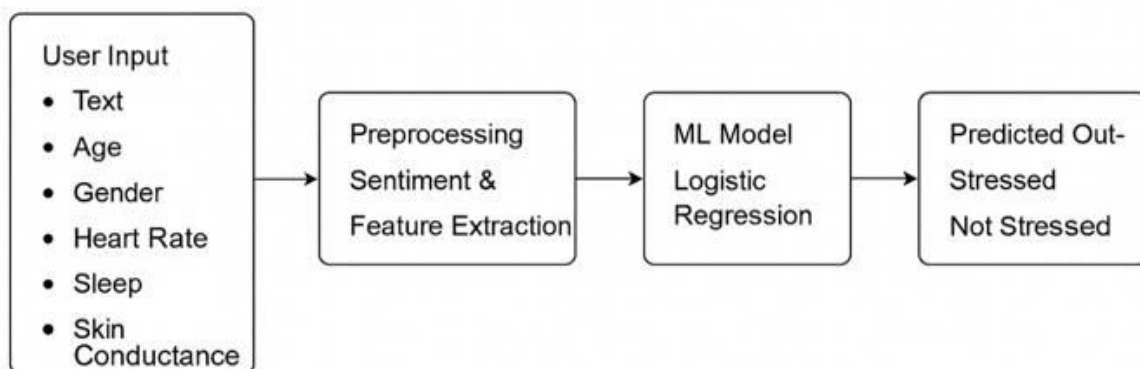 User Input
• Text
• Age
• Gender
• Heart Rate
• Sleep
• Skin
Conductance
Preprocessing
Sentiment &
Feature Extraction
ML Model
Logistic
Regression
Predicted Out-
Stressed
Not Stressed